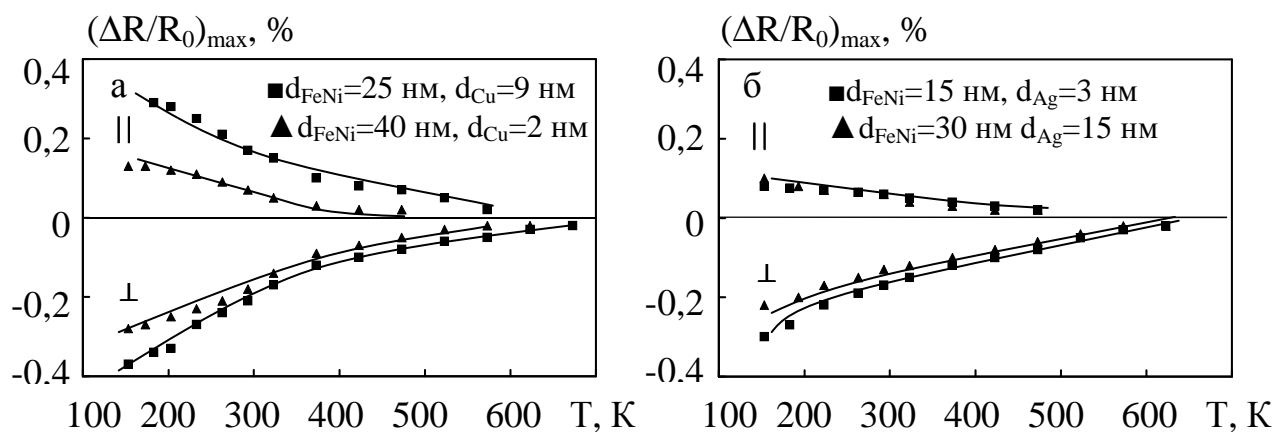 (ΔR/R₀)max, %
0,4
а
■dFeNi=25 нм, dCu=9 нм
▲dFeNi=40 нм, dCu=2 нм
||
0,2
0
⊥
-0,2
-0,4
100 200 300 400 500 600 Т, К
(ΔR/R₀)max, %
0,4
б
■dFeNi=15 нм, dAg=3 нм
▲dFeNi=30 нм dAg=15 нм
||
0,2
0
⊥
-0,2
-0,4
100 200 300 400 500 600 Т, К